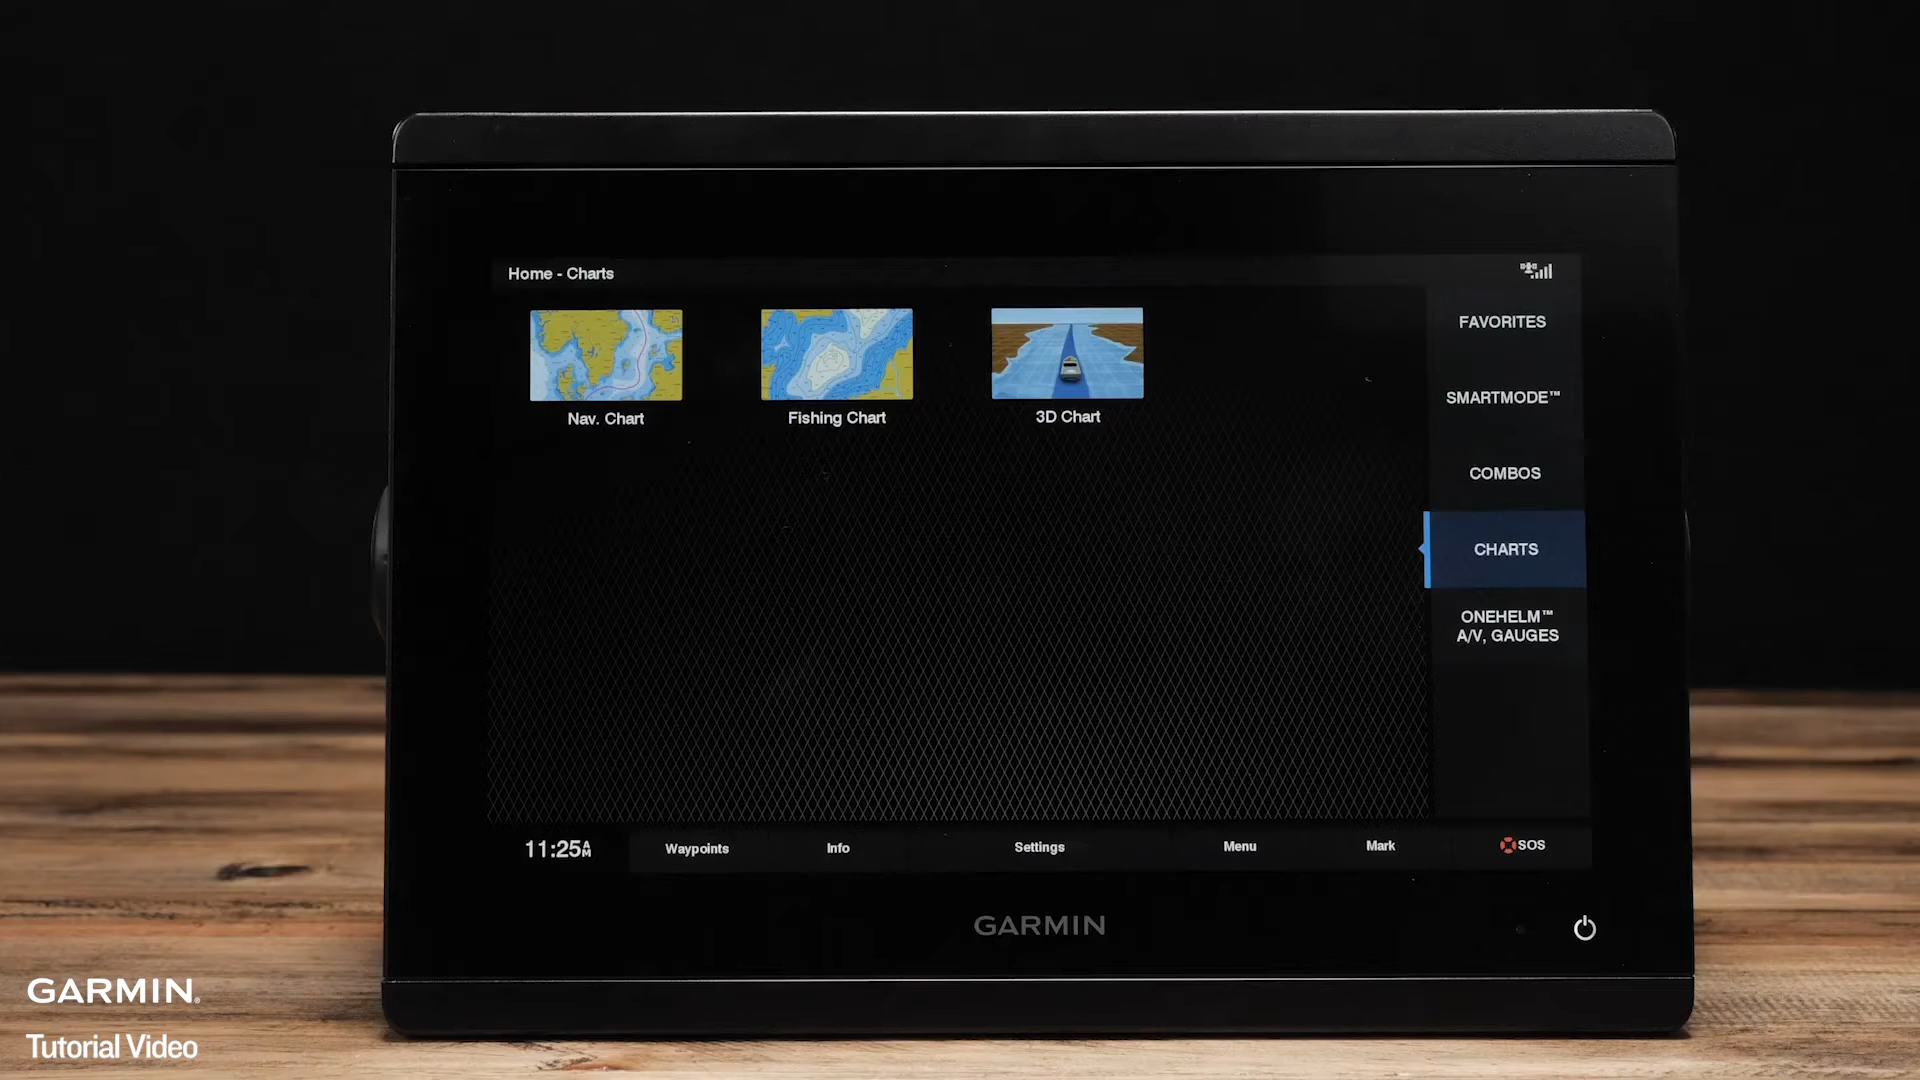 Home - Charts
Nav. Chart
Fishing Chart
3D Chart
FAVORITES
SMARTMODE™
COMBOS
CHARTS
ONEHELM™
A/V, GAUGES
11:25AM
Waypoints
Info
Settings
Menu
Mark
SOS
GARMIN
GARMIN®
Tutorial Video